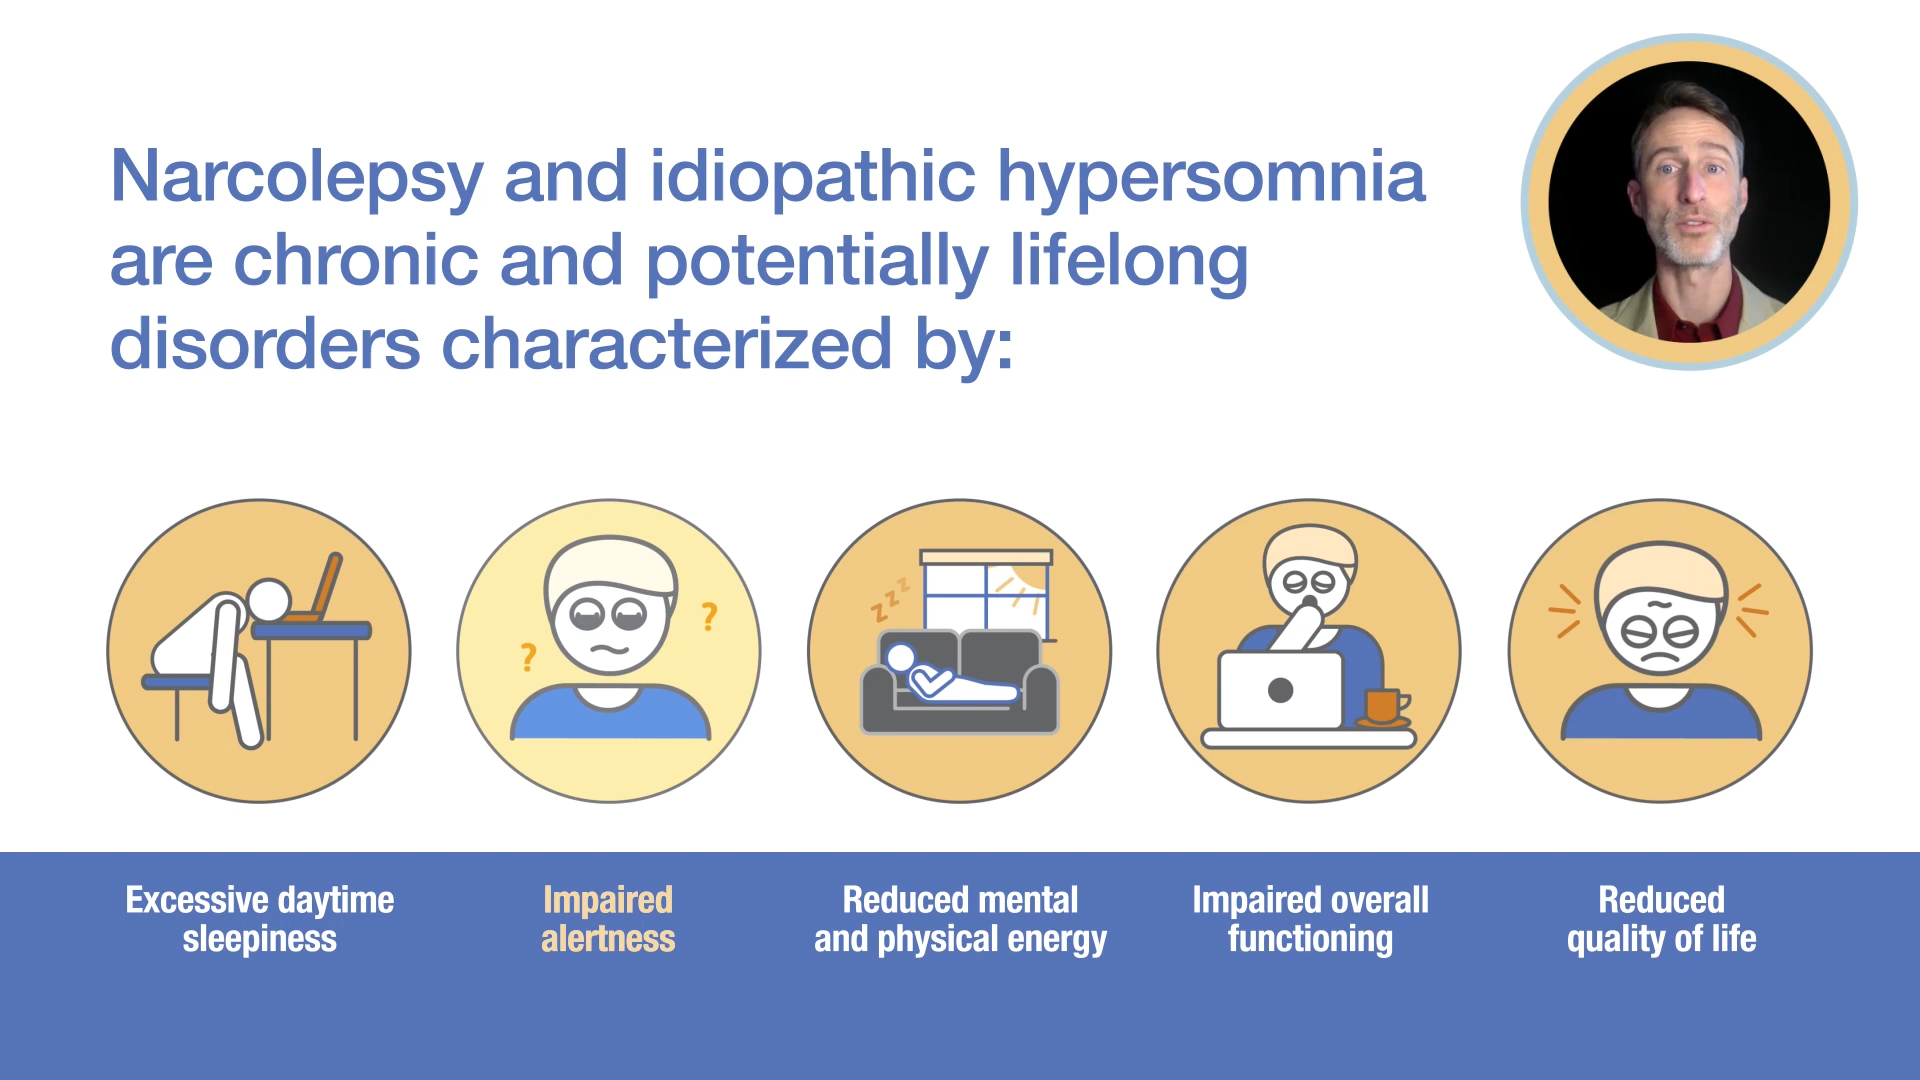 Narcolepsy and idiopathic hypersomnia
are chronic and potentially lifelong
disorders characterized by:
zzz
?
?
Excessive daytime
sleepiness
Impaired
alertness
Reduced mental
and physical energy
Impaired overall
functioning
Reduced
quality of life